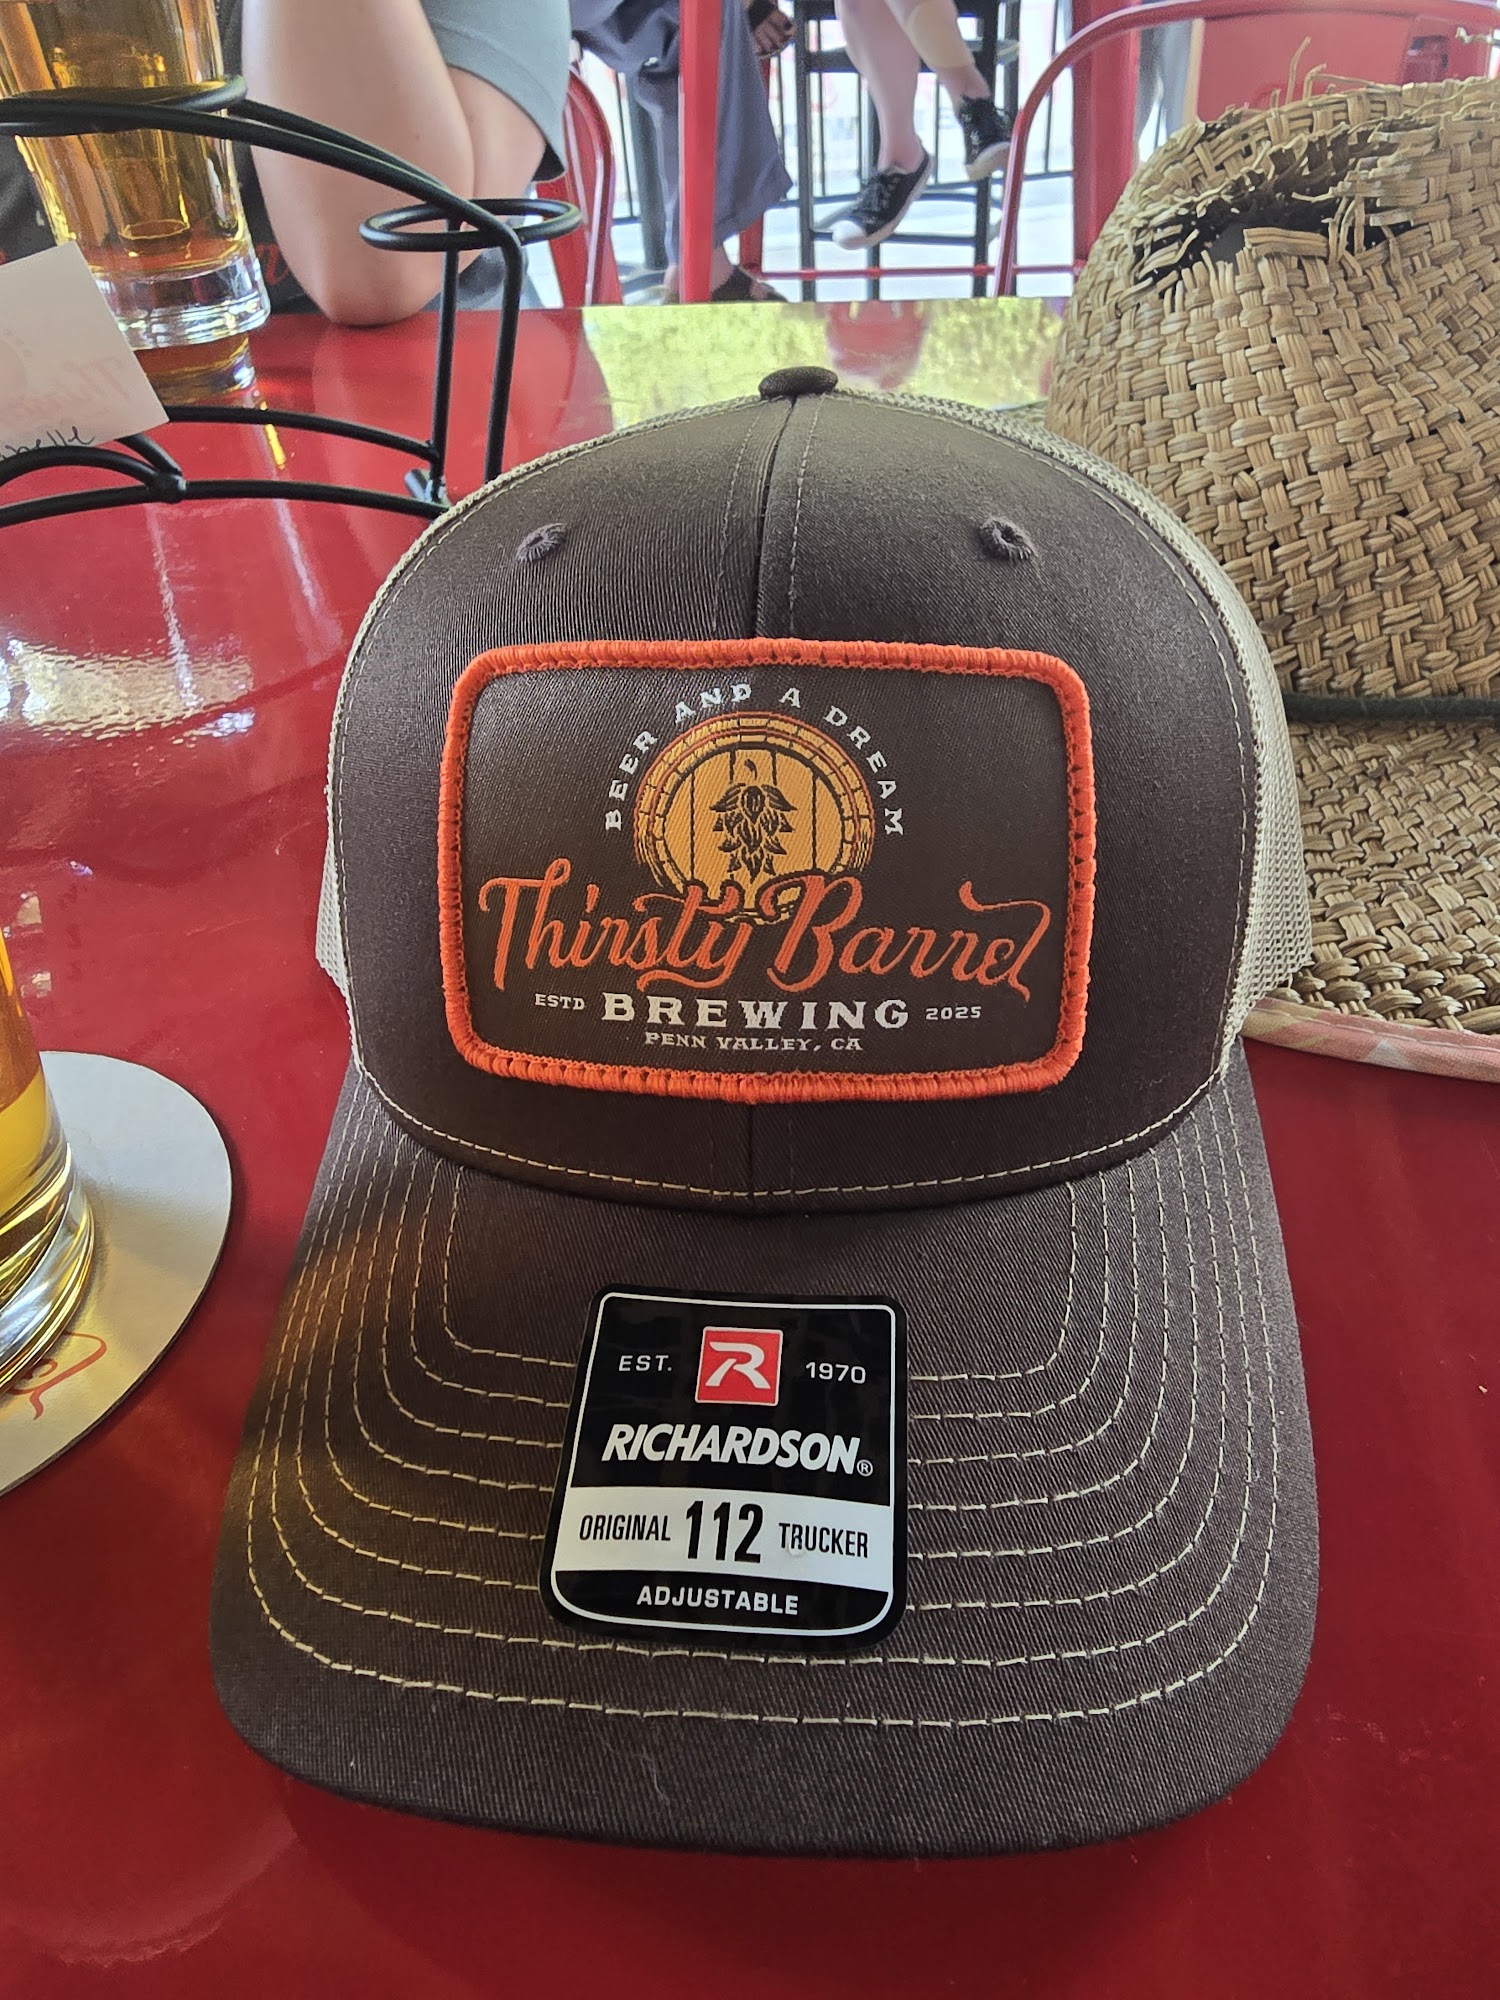 BEER AND A DREAM
Thirsty Barrel
ESTD BREWING 2025
PENN VALLEY, CA
EST. R 1970
RICHARDSON®
ORIGINAL 112 TRUCKER
ADJUSTABLE